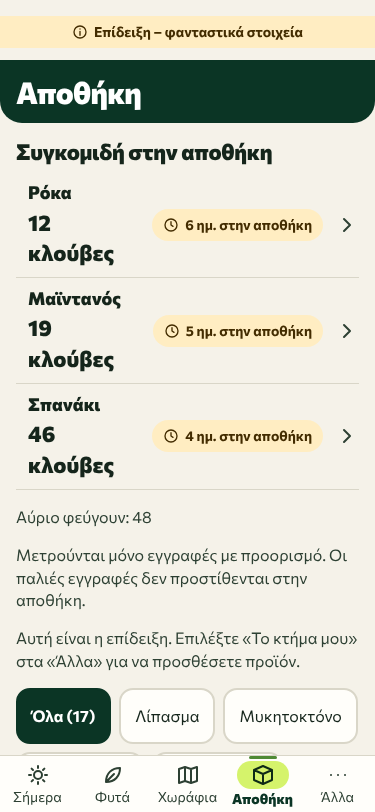 Επίδειξη – φανταστικά στοιχεία
Αποθήκη
Συγκομιδή στην αποθήκη
Ρόκα
12
κλούβες
6 ημ. στην αποθήκη
Μαϊντανός
19
κλούβες
5 ημ. στην αποθήκη
Σπανάκι
46
κλούβες
4 ημ. στην αποθήκη
Αύριο φεύγουν: 48
Μετρούνται μόνο εγγραφές με προορισμό. Οι
παλιές εγγραφές δεν προστίθενται στην
αποθήκη.
Αυτή είναι η επίδειξη. Επιλέξτε «Το κτήμα μου»
στα «Άλλα» για να προσθέσετε προϊόν.
Όλα (17)
Λίπασμα
Μυκητοκτόνο
Σήμερα
Φυτά
Χωράφια
Αποθήκη
Άλλα